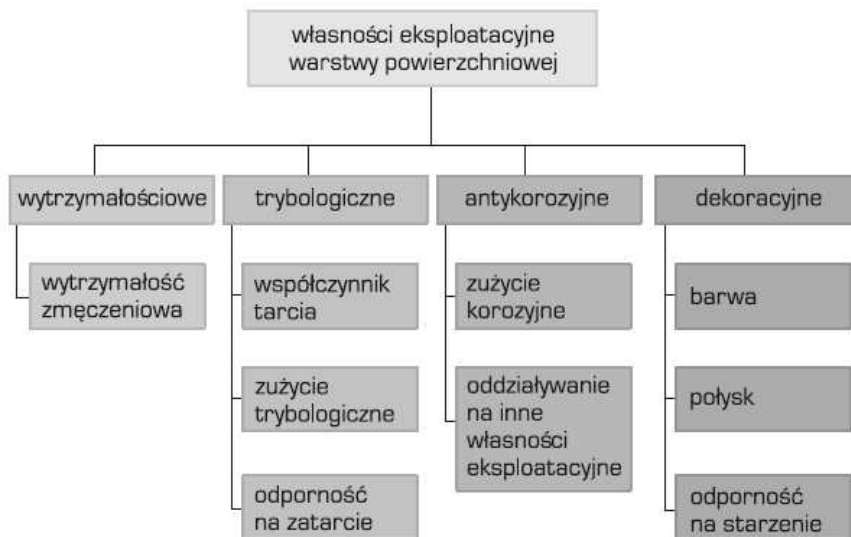 własności eksploatacyjne
warstwy powierzchniowej
wytrzymałościowe
wytrzymałość
zmęczeniowa
trybologiczne
współczynnik
tarcia
zużycie
trybologiczne
odporność
na zatarcie
antykorozyjne
zużycie
korozyjne
oddziaływanie
na inne
własności
eksploatacyjne
dekoracyjne
barwa
połysk
odporność
na starzenie